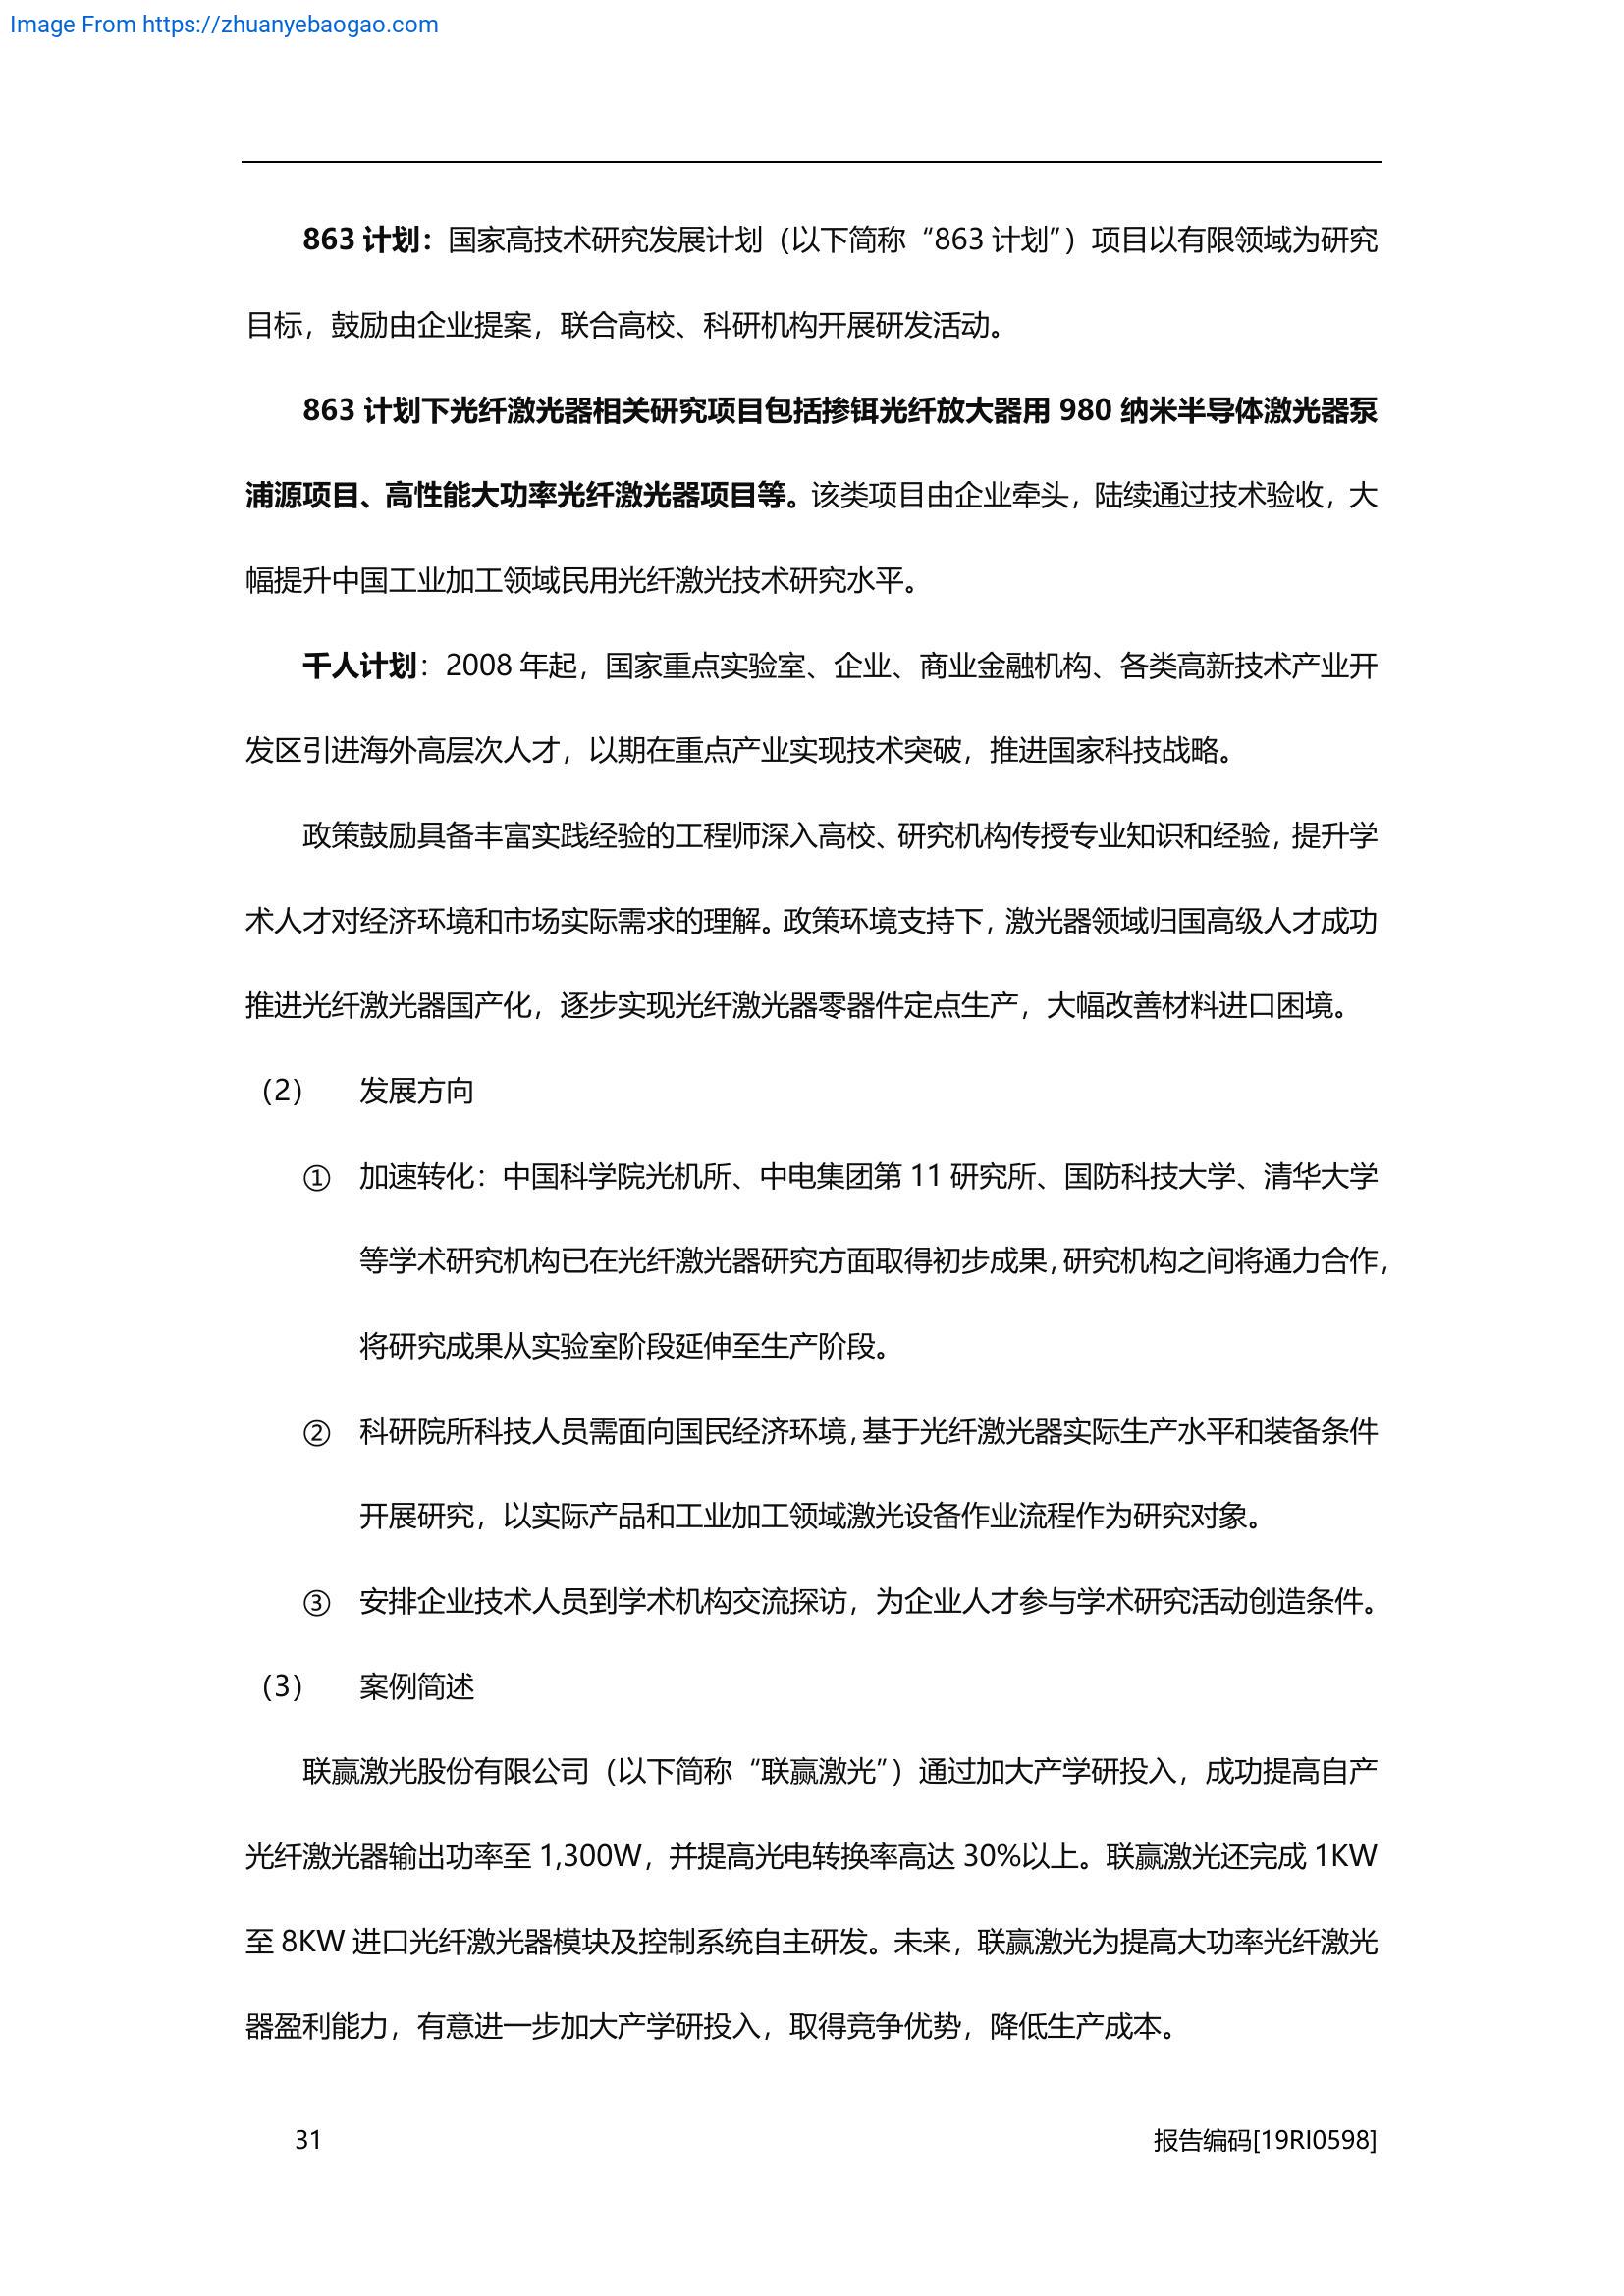 Image From https://zhuanyebaogao.com
863 计划：国家高技术研究发展计划（以下简称“863 计划”）项目以有限领域为研究
目标，鼓励由企业提案，联合高校、科研机构开展研发活动。
863 计划下光纤激光器相关研究项目包括掺铒光纤放大器用 980 纳米半导体激光器泵
浦源项目、高性能大功率光纤激光器项目等。该类项目由企业牵头，陆续通过技术验收，大
幅提升中国工业加工领域民用光纤激光技术研究水平。
千人计划：2008 年起，国家重点实验室、企业、商业金融机构、各类高新技术产业开
发区引进海外高层次人才，以期在重点产业实现技术突破，推进国家科技战略。
政策鼓励具备丰富实践经验的工程师深入高校、研究机构传授专业知识和经验，提升学
术人才对经济环境和市场实际需求的理解。政策环境支持下，激光器领域归国高级人才成功
推进光纤激光器国产化，逐步实现光纤激光器零器件定点生产，大幅改善材料进口困境。
（2） 发展方向
① 加速转化：中国科学院光机所、中电集团第 11 研究所、国防科技大学、清华大学
等学术研究机构已在光纤激光器研究方面取得初步成果，研究机构之间将通力合作，
将研究成果从实验室阶段延伸至生产阶段。
② 科研院所科技人员需面向国民经济环境，基于光纤激光器实际生产水平和装备条件
开展研究，以实际产品和工业加工领域激光设备作业流程作为研究对象。
③ 安排企业技术人员到学术机构交流探访，为企业人才参与学术研究活动创造条件。
（3） 案例简述
联赢激光股份有限公司（以下简称“联赢激光”）通过加大产学研投入，成功提高自产
光纤激光器输出功率至 1,300W，并提高光电转换率高达 30%以上。联赢激光还完成 1KW
至 8KW 进口光纤激光器模块及控制系统自主研发。未来，联赢激光为提高大功率光纤激光
器盈利能力，有意进一步加大产学研投入，取得竞争优势，降低生产成本。
31 报告编码[19RI0598]